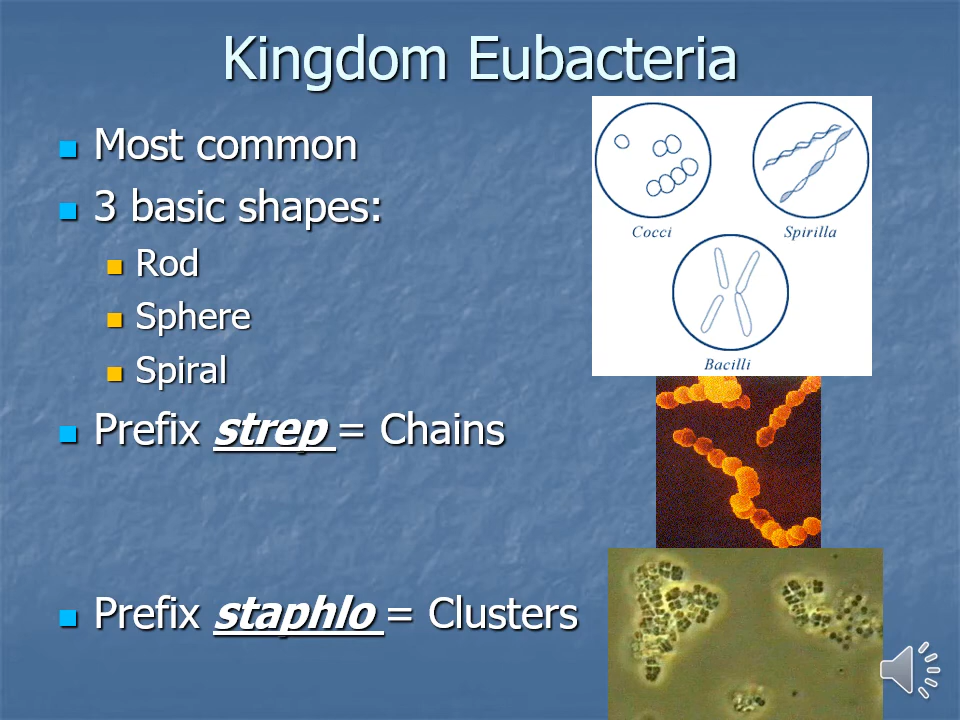 Kingdom Eubacteria
Most common
3 basic shapes:
Rod
Sphere
Spiral
Prefix strep = Chains
Prefix staphlo = Clusters
Cocci
Spirilla
Bacilli